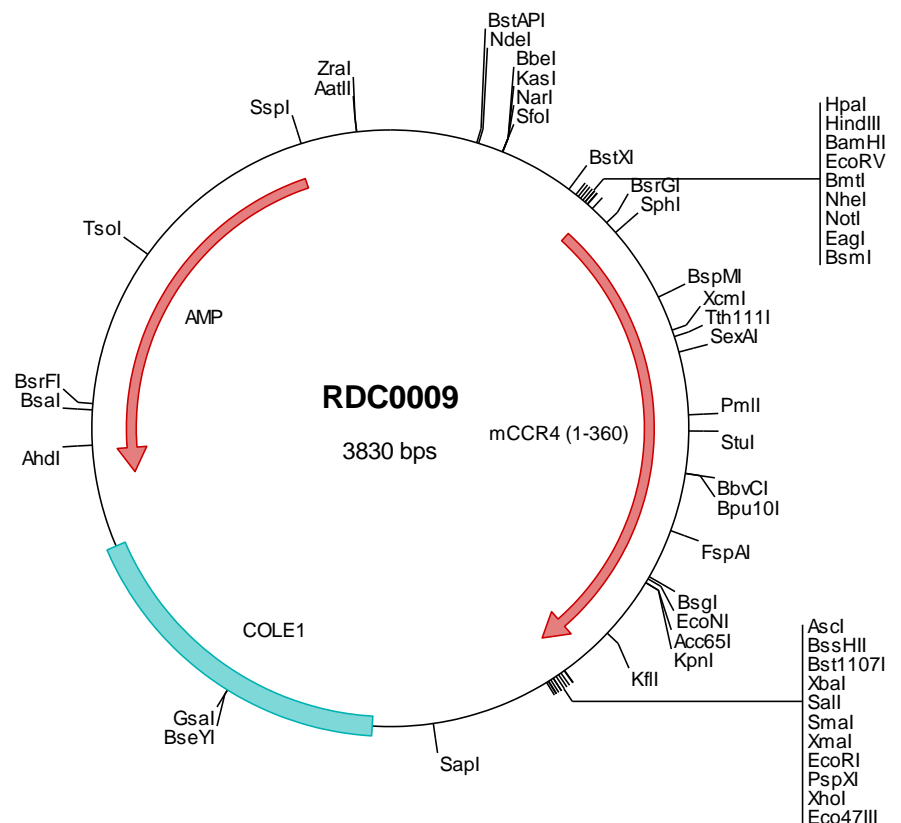 BstAPI
NdeI
BbeI
KasI
NarI
SfoI
ZraI
AatII
SspI
BstXI
HpaI
HindIII
BamHI
EcoRV
BmtI
NheI
NotI
EagI
BsmI
BsrGI
SphI
TsoI
BspMI
XcmI
Tth111I
SexAI
AMP
BsrFI
BsaI
AhdI
RDC0009
3830 bps
mCCR4 (1-360)
PmlI
StuI
BbvCI
Bpu10I
FspAI
BsgI
EcoNI
Acc65I
KpnI
KflI
COLE1
GsaI
BseYI
SapI
AscI
BssHII
Bst1107I
XbaI
SalI
SmaI
XmaI
EcoRI
PspXI
XhoI
Eco47III